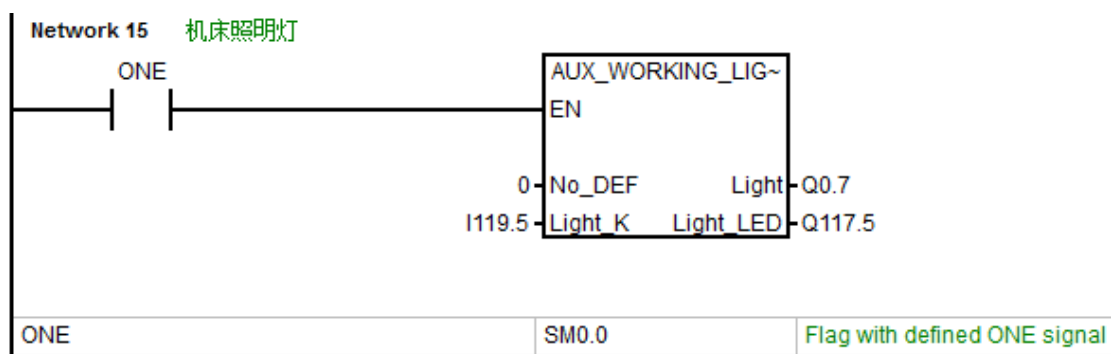 Network 15 机床照明灯
ONE
AUX_WORKING_LIG~
EN
0 No_DEF Light Q0.7
I119.5 Light_K Light_LED Q117.5
ONE SM0.0 Flag with defined ONE signal